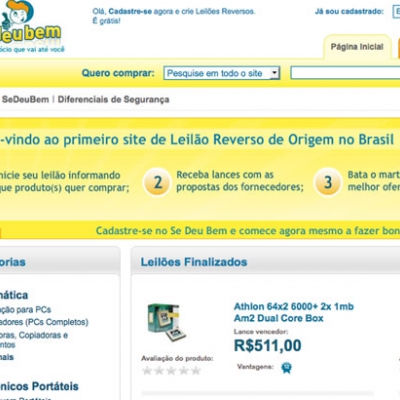 deu bem
ócio que vai até você
Olá, Cadastre-se agora e crie Leilões Reversos.
É grátis!
Já sou cadastrado:
Página Inicial
Quero comprar:
Pesquise em todo o site
SeDeuBem | Diferenciais de Segurança
-vindo ao primeiro site de Leilão Reverso de Origem no Brasil
nicie seu leilão informando
que produto(s) quer comprar;
2
Receba lances com as
propostas dos fornecedores;
3
Bata o mart
melhor ofer
Cadastre-se no Se Deu Bem e comece agora mesmo a fazer bon
orias
mática
ção para PCs
adores (PCs Completos)
oras, Copiadoras e
entos
nais
nicos Portáteis
Leilões Finalizados
Athlon 64x2 6000+ 2x 1mb
Am2 Dual Core Box
Lance vencedor:
R$511,00
Avaliação do produto:
Vantagens: